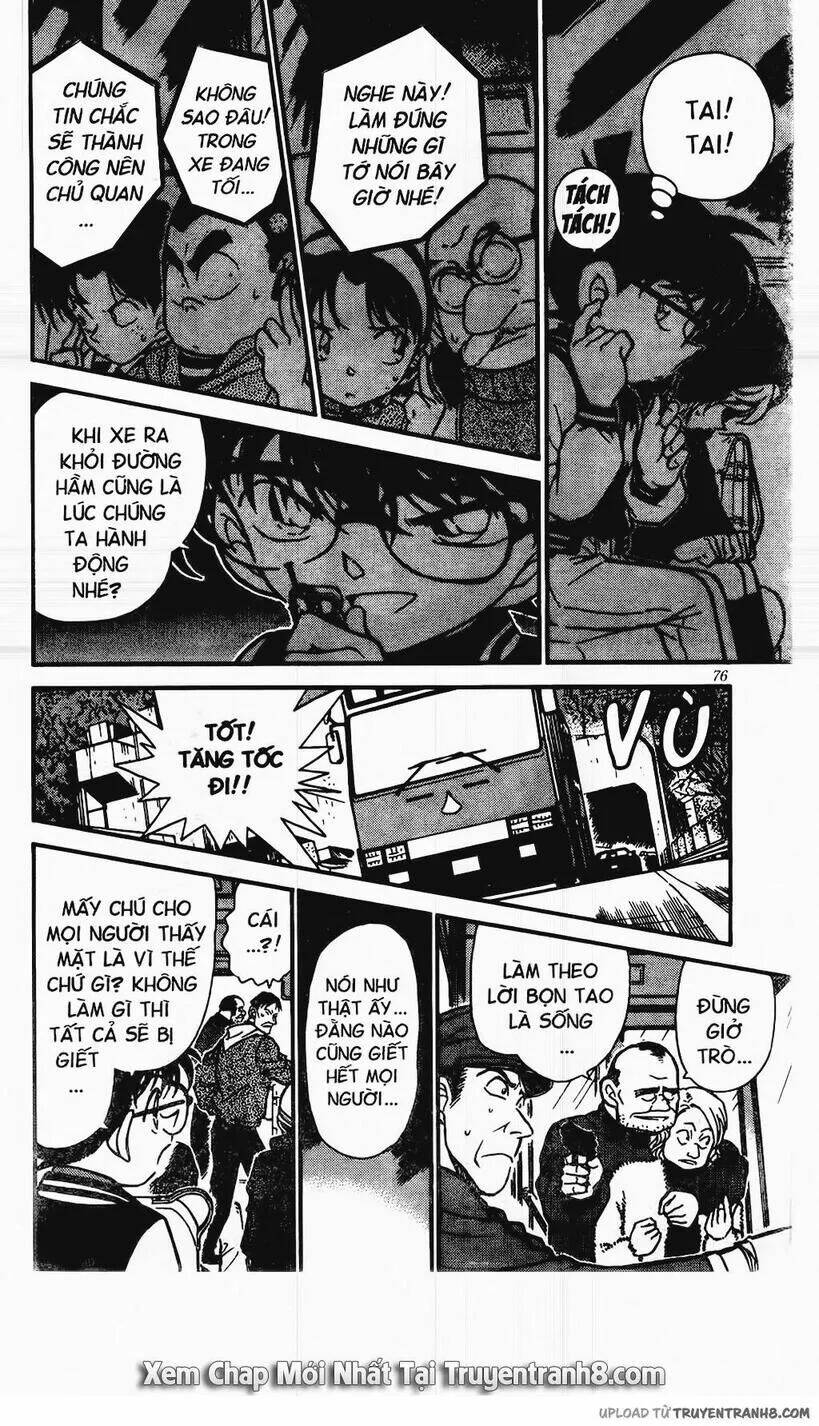 TAI!
TAI!
TÁCH
TÁCH!
NGHE NÀY!
LÀM ĐÚNG
NHỮNG GÌ
TỚ NÓI BÂY
GIỜ NHÉ!
KHÔNG
SAO ĐÂU!
TRONG
XE ĐANG
TỐI...
CHÚNG
TIN CHẮC
SẼ THÀNH
CÔNG NÊN
CHỦ QUAN
...
KHI XE RA
KHỎI ĐƯỜNG
HẦM CŨNG LÀ
LÚC CHÚNG
TA HÀNH
ĐỘNG
NHÉ?
76
VÙ
TỐT!
TĂNG TỐC
ĐI!!
ĐỪNG
GIỞ
TRÒ...
LÀM THEO
LỜI BỌN TAO
LÀ SỐNG
...
NÓI NHƯ
THẬT ẤY...
ĐẰNG NÀO
CŨNG GIẾT
HẾT MỌI
NGƯỜI...
CÁI
...?!
MẤY CHÚ CHO
MỌI NGƯỜI THẤY
MẶT LÀ VÌ THẾ
CHỨ GÌ? KHÔNG
LÀM GÌ THÌ
TẤT CẢ SẼ BỊ
GIẾT
...
Xem Chap Mới Nhất Tại Truyentranh8.com
UPLOAD TỪ TRUYENTRANH8.COM